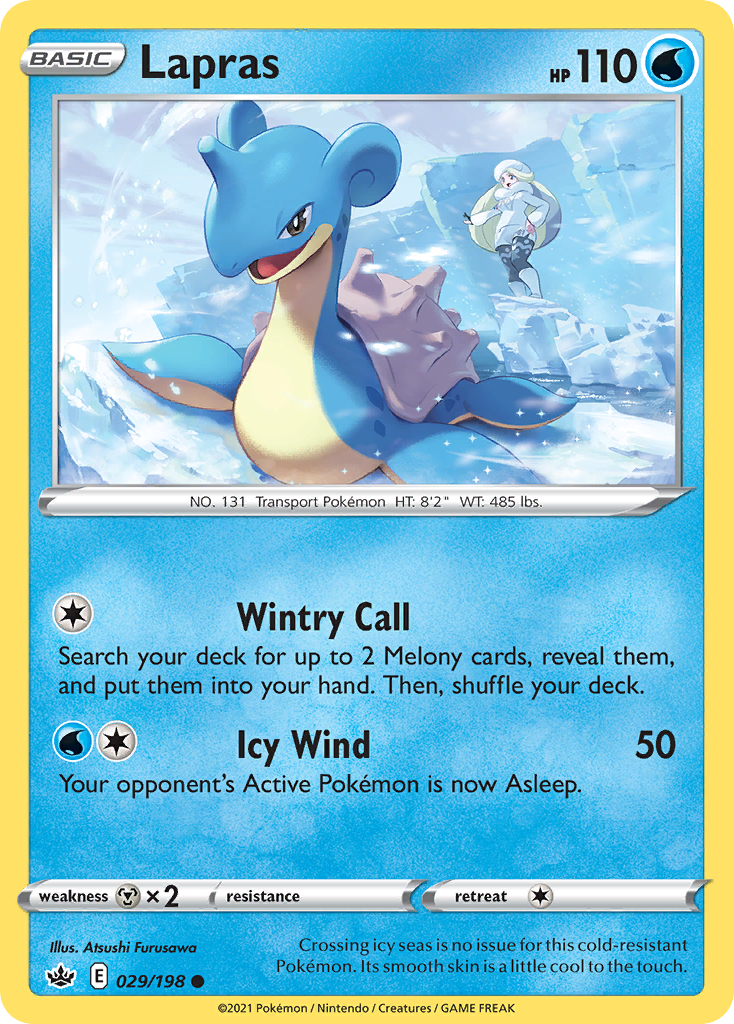 BASIC Lapras HP 110
NO. 131 Transport Pokémon HT: 8'2" WT: 485 lbs.
Wintry Call
Search your deck for up to 2 Melony cards, reveal them,
and put them into your hand. Then, shuffle your deck.
Icy Wind 50
Your opponent's Active Pokémon is now Asleep.
weakness ×2 resistance retreat
Illus. Atsushi Furusawa
Crossing icy seas is no issue for this cold-resistant
Pokémon. Its smooth skin is a little cool to the touch.
E 029/198
©2021 Pokémon / Nintendo / Creatures / GAME FREAK